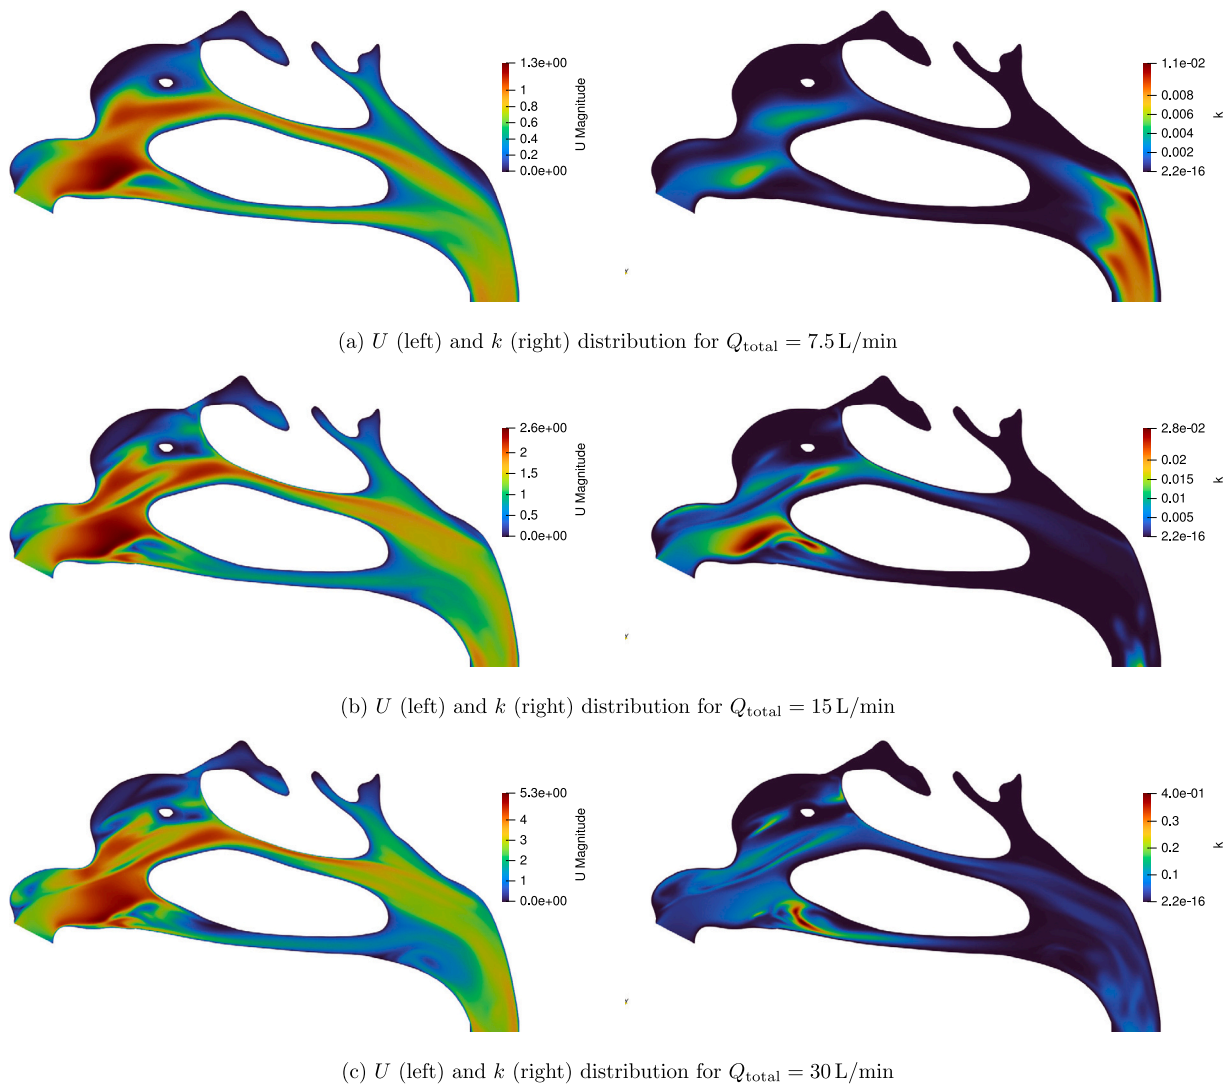 1.3e+00
1
0.8
0.6
0.4
0.2
0.0e+00
U Magnitude
1.1e-02
0.008
0.006
0.004
0.002
2.2e-16
k
Y
(a) U (left) and k (right) distribution for Qtotal = 7.5 L/min
2.6e+00
2
1.5
1
0.5
0.0e+00
U Magnitude
2.8e-02
0.02
0.015
0.01
0.005
2.2e-16
k
Y
(b) U (left) and k (right) distribution for Qtotal = 15 L/min
5.3e+00
4
3
2
1
0.0e+00
U Magnitude
4.0e-01
0.3
0.2
0.1
2.2e-16
k
Y
(c) U (left) and k (right) distribution for Qtotal = 30 L/min